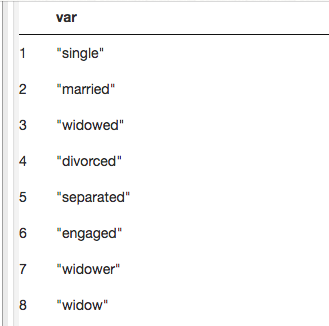 var
1 "single"
2 "married"
3 "widowed"
4 "divorced"
5 "separated"
6 "engaged"
7 "widower"
8 "widow"